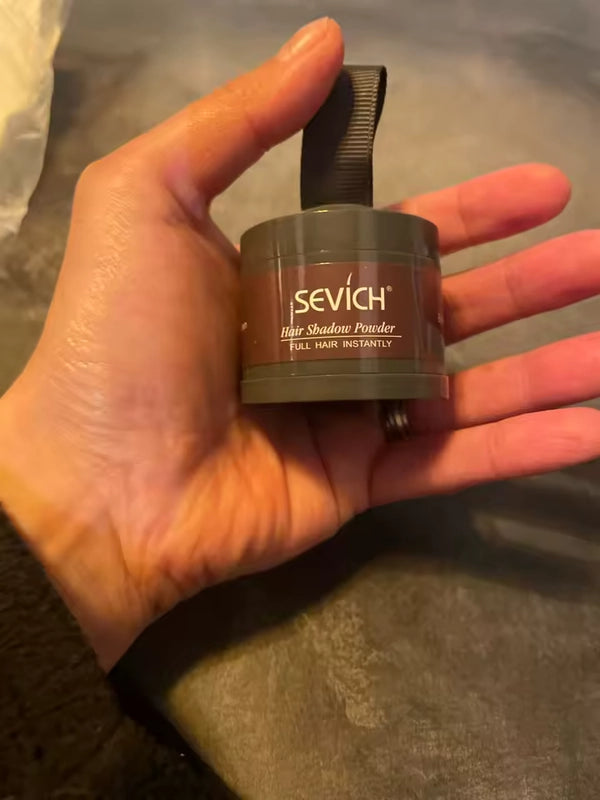 SEVICH®
Hair Shadow Powder
FULL HAIR INSTANTLY